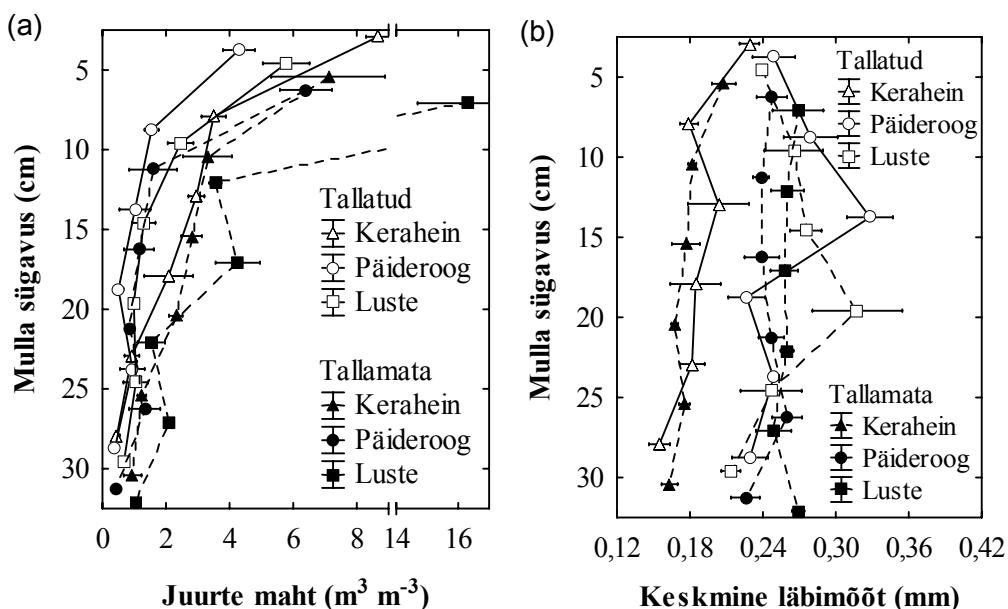 (a)
Mulla sügavus (cm)
5
10
15
20
25
30
0 2 4 6 8 14 16
Juurte maht (m³ m⁻³)
Tallatud
Kerahein
Päideroog
Luste
Tallamata
Kerahein
Päideroog
Luste
(b)
Mulla sügavus (cm)
5
10
15
20
25
30
0,12 0,18 0,24 0,30 0,36 0,42
Keskmine läbimõõt (mm)
Tallatud
Kerahein
Päideroog
Luste
Tallamata
Kerahein
Päideroog
Luste